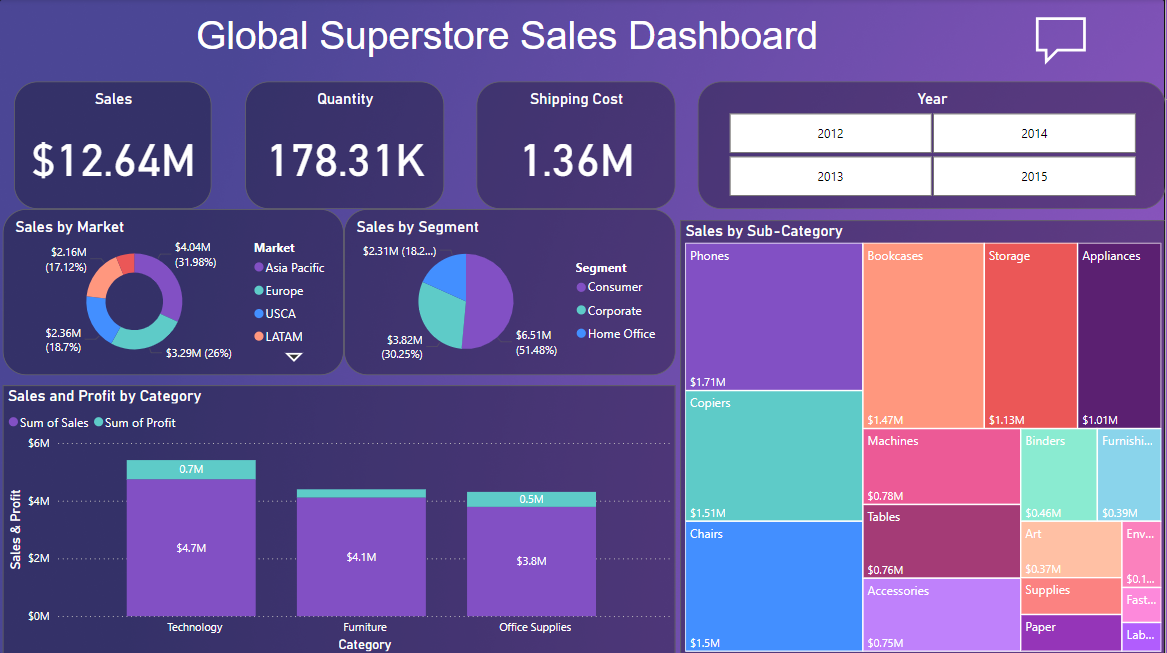 Global Superstore Sales Dashboard
Sales
$12.64M
Quantity
178.31K
Shipping Cost
1.36M
Year
2012
2014
2013
2015
Sales by Market
$2.16M
(17.12%)
$4.04M
(31.98%)
$2.36M
(18.7%)
$3.29M (26%)
Market
Asia Pacific
Europe
USCA
LATAM
Sales by Segment
$2.31M (18.2...)
$3.82M
(30.25%)
$6.51M
(51.48%)
Segment
Consumer
Corporate
Home Office
Sales and Profit by Category
Sum of Sales
Sum of Profit
Sales & Profit
$6M
$4M
$2M
$0M
0.7M
$4.7M
$4.1M
0.5M
$3.8M
Technology
Furniture
Office Supplies
Category
Sales by Sub-Category
Phones
$1.71M
Copiers
$1.51M
Chairs
$1.5M
Bookcases
$1.47M
Storage
$1.13M
Appliances
$1.01M
Machines
$0.78M
Tables
$0.76M
Accessories
$0.75M
Binders
$0.46M
Furnishi...
$0.39M
Art
$0.37M
Supplies
Paper
Env...
$0.1...
Fast...
Lab...